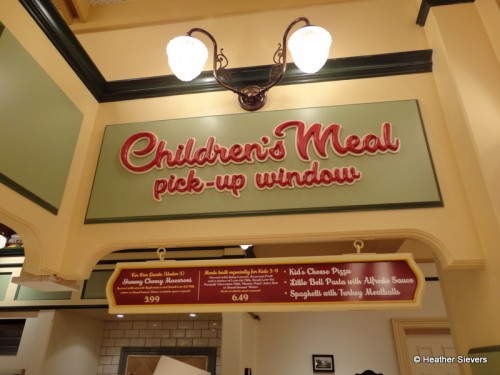 Children's Meal
pick-up window
For Our Guests (Under 3)
Yummy Cheesy Macaroni
3.99
Meals built especially for Kids 3-9
6.49
• Kid's Cheese Pizza
• Little Bell Pasta with Alfredo Sauce
• Spaghetti with Turkey Meatballs
© Heather Sievers